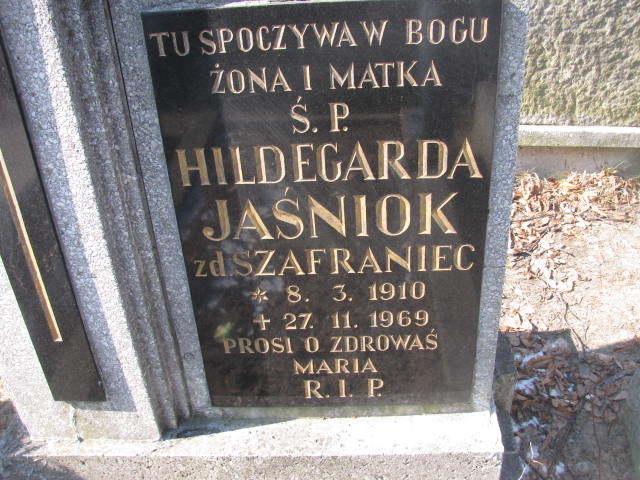 TU SPOCZYWA W BOGU
ŻONA I MATKA
Ś. P.
HILDEGARDA
JAŚNIOK
zd.SZAFRANIEC
* 8. 3. 1910
+ 27. 11. 1969
PROSI O ZDROWAŚ
MARIA
R. I. P.